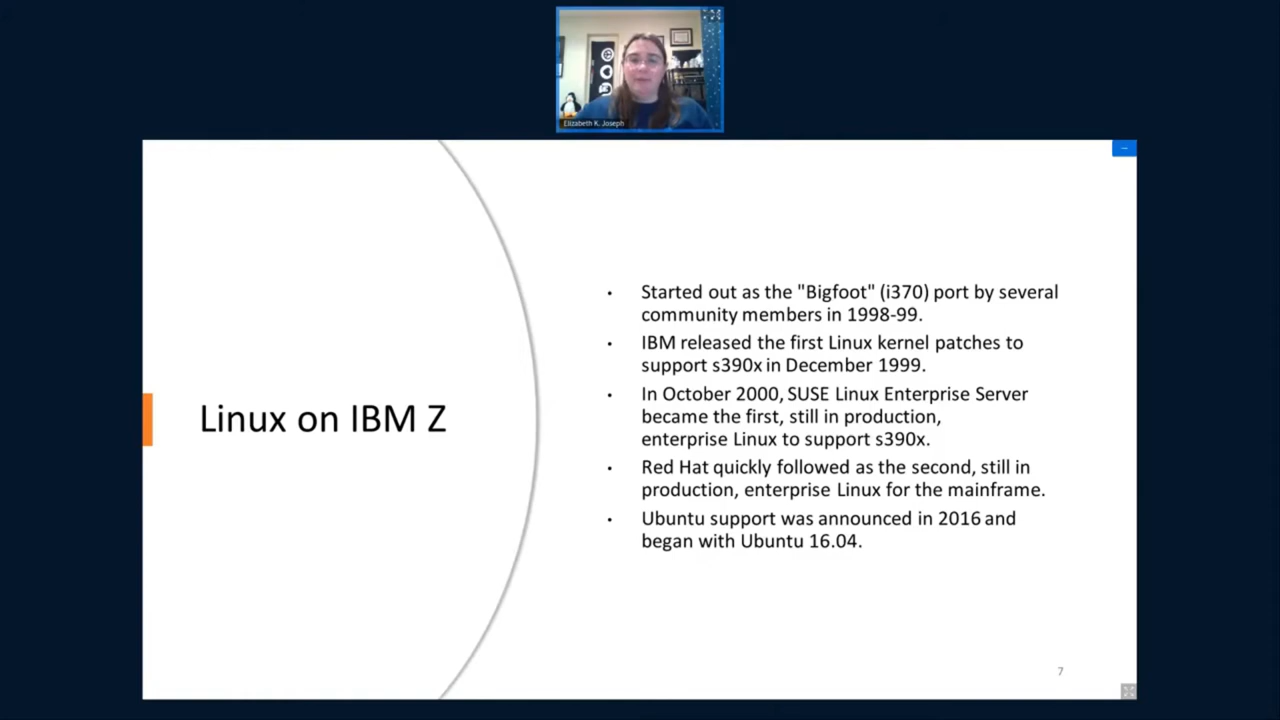 Elizabeth K. Joseph
Linux on IBM Z
• Started out as the "Bigfoot" (i370) port by several
community members in 1998-99.
• IBM released the first Linux kernel patches to
support s390x in December 1999.
• In October 2000, SUSE Linux Enterprise Server
became the first, still in production,
enterprise Linux to support s390x.
• Red Hat quickly followed as the second, still in
production, enterprise Linux for the mainframe.
• Ubuntu support was announced in 2016 and
began with Ubuntu 16.04.
7